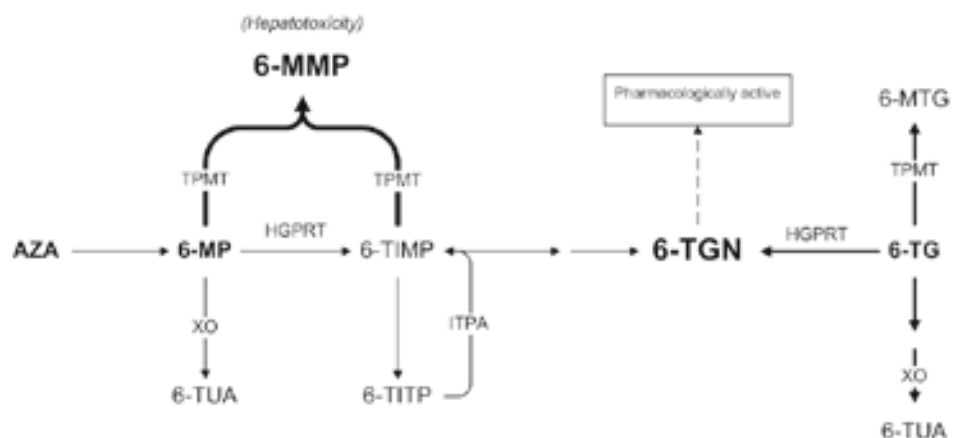 (Hepatotoxicity)
6-MMP
Pharmacologically active
6-MTG
TPMT
TPMT
TPMT
AZA
6-MP
HGPRT
6-TIMP
6-TGN
HGPRT
6-TG
XO
ITPA
XO
6-TUA
6-TITP
6-TUA